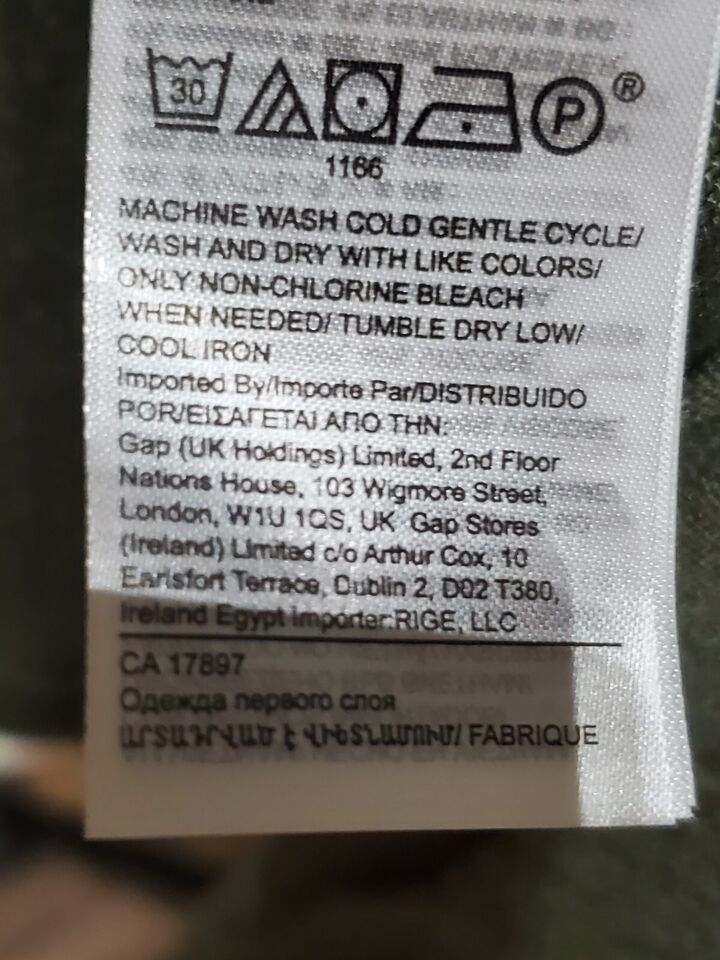 30
P®
1166
MACHINE WASH COLD GENTLE CYCLE/
WASH AND DRY WITH LIKE COLORS/
ONLY NON-CHLORINE BLEACH
WHEN NEEDED/ TUMBLE DRY LOW/
COOL IRON
Imported By/Importe Par/DISTRIBUIDO
POR/ΕΙΣΑΓΕΤΑΙ ΑΠΟ ΤΗΝ:
Gap (UK Holdings) Limited, 2nd Floor
Nations House, 103 Wigmore Street,
London, W1U 1QS, UK Gap Stores
(Ireland) Limited c/o Arthur Cox, 10
Earlsfort Terrace, Dublin 2, D02 T380,
Ireland Egypt importer:RIGE, LLC
CA 17897
Одежда первого слоя
ԱՐՏԱԴՐՎԱԾ Է ՎԻԵՏՆԱՄՈՒՄ/ FABRIQUE